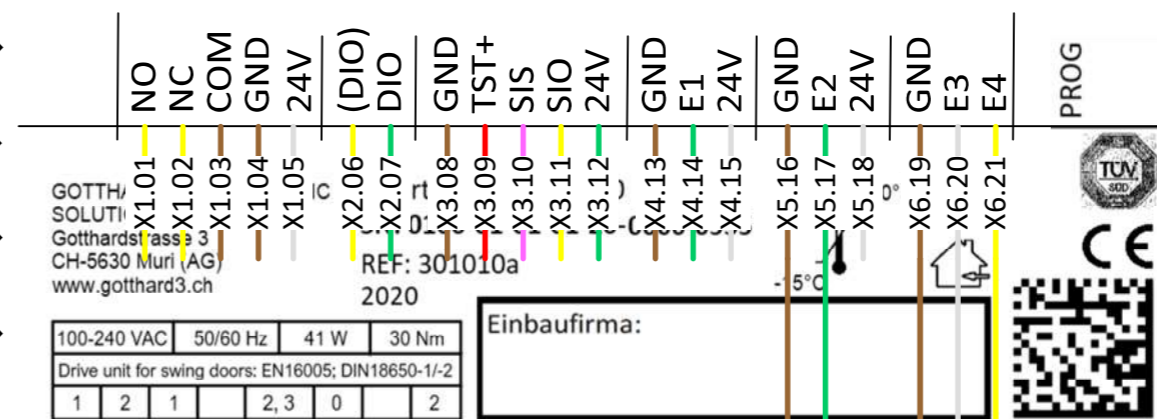 NO NC COM GND 24V (DIO) DIO GND TST+ SIS SIO 24V GND E1 24V GND E2 24V GND E3 E4 PROG
X1.01 X1.02 X1.03 X1.04 X1.05 X2.06 X2.07 X3.08 X3.09 X3.10 X3.11 X3.12 X4.13 X4.14 X4.15 X5.16 X5.17 X5.18 X6.19 X6.20 X6.21
TÜV
SÜD
Gotthardstrasse 3
CH-5630 Muri (AG)
www.gotthard3.ch
REF: 301010a
2020
-15°C
CE
Einbaufirma:
100-240 VAC 50/60 Hz 41 W 30 Nm
Drive unit for swing doors: EN16005; DIN18650-1/-2
1 2 1 2, 3 0 2